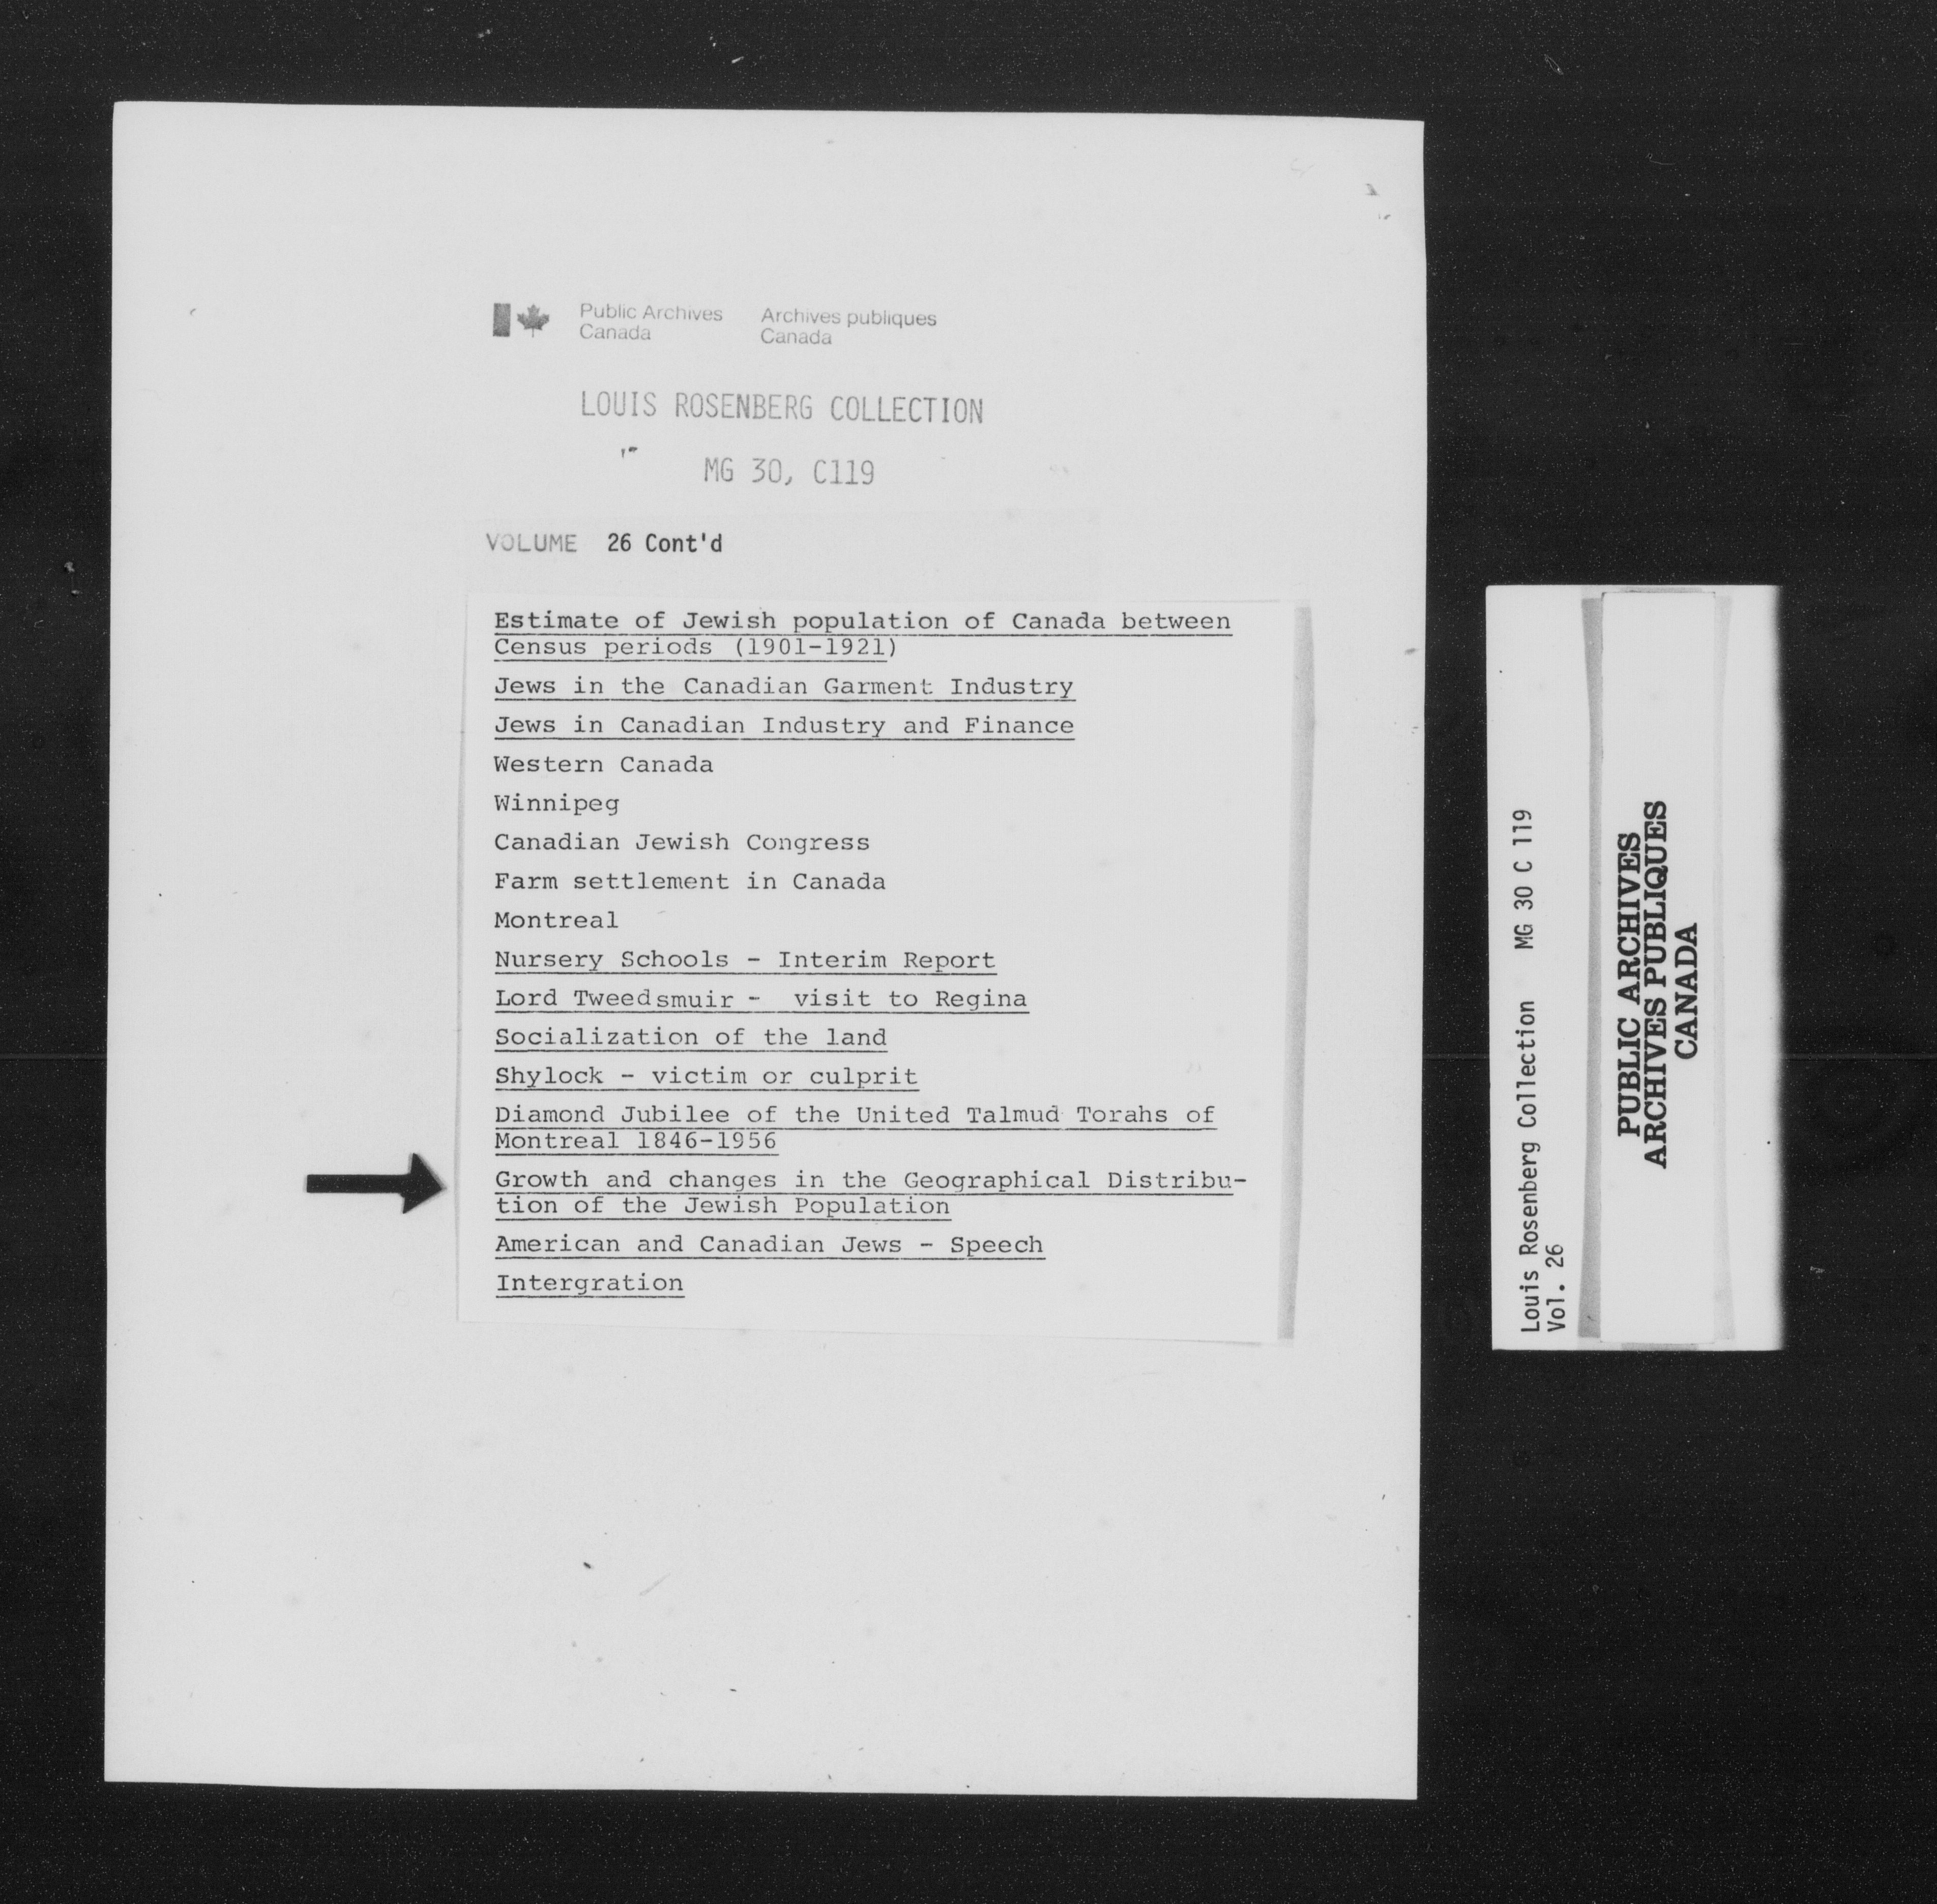 Public Archives
Canada
Archives publiques
Canada
LOUIS ROSENBERG COLLECTION
MG 30, C119
VOLUME 26 Cont'd
Estimate of Jewish population of Canada between
Census periods (1901-1921)
Jews in the Canadian Garment Industry
Jews in Canadian Industry and Finance
Western Canada
Winnipeg
Canadian Jewish Congress
Farm settlement in Canada
Montreal
Nursery Schools - Interim Report
Lord Tweedsmuir - visit to Regina
Socialization of the land
Shylock - victim or culprit
Diamond Jubilee of the United Talmud Torahs of
Montreal 1846-1956
Growth and changes in the Geographical Distribu-
tion of the Jewish Population
American and Canadian Jews - Speech
Intergration
Louis Rosenberg Collection MG 30 C 119
Vol. 26
PUBLIC ARCHIVES
ARCHIVES PUBLIQUES
CANADA